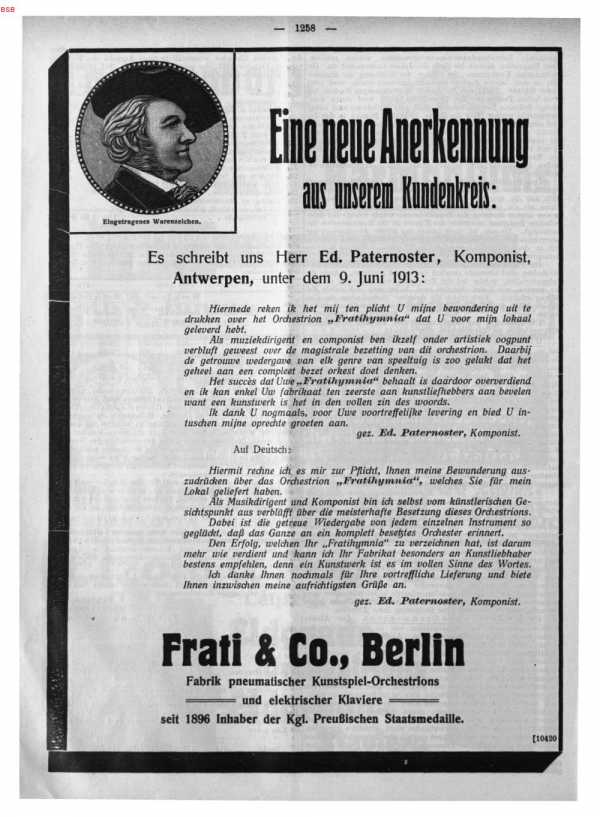 BSB
— 1258 —
Eingetragenes Warenzeichen.
Eine neue Anerkennung
aus unserem Kundenkreis:
Es schreibt uns Herr Ed. Paternoster, Komponist,
Antwerpen, unter dem 9. Juni 1913:
Hiermede reken ik het mij ten plicht U mijne bewondering uit te
drukken over het Orchestrion „Fratihymnia“ dat U voor mijn lokaal
geleverd hebt.
Als muziekdirigent en componist ben ikzelf onder artistiek oogpunt
verbluft geweest over de magistrale bezetting van dit orchestrion. Daarbij
de getrouwe wedergave van elk genre van speeltuig is zoo gelukt dat het
geheel aan een compleet bezet orkest doet denken.
Het succès dat Uwe „Fratihymnia“ behaalt is daardoor oververdiend
en ik kan enkel Uw fabrikaat ten zeerste aan kunstliefhebbers aan bevelen
want een kunstwerk is het in den vollen zin des woords.
Ik dank U nogmaals, voor Uwe voortreffelijke levering en bied U in-
tuschen mijne oprechte groeten aan.
gez. Ed. Paternoster, Komponist.
Auf Deutsch:
Hiermit rechne ich es mir zur Pflicht, Ihnen meine Bewunderung aus-
zudrücken über das Orchestrion „Fratihymnia“, welches Sie für mein
Lokal geliefert haben.
Als Musikdirigent und Komponist bin ich selbst vom künstlerischen Ge-
sichtspunkt aus verblüfft über die meisterhafte Besetzung dieses Orchestrions.
Dabei ist die getreue Wiedergabe von jedem einzelnen Instrument so
geglückt, daß das Ganze an ein komplett besetztes Orchester erinnert.
Den Erfolg, welchen Ihr „Fratihymnia“ zu verzeichnen hat, ist darum
mehr wie verdient und kann ich Ihr Fabrikat besonders an Kunstliebhaber
bestens empfehlen, denn ein Kunstwerk ist es im vollen Sinne des Wortes.
Ich danke Ihnen nochmals für Ihre vortreffliche Lieferung und biete
Ihnen inzwischen meine aufrichtigsten Grüße an.
gez. Ed. Paternoster, Komponist.
Frati & Co., Berlin
Fabrik pneumatischer Kunstspiel-Orchestrions
und elektrischer Klaviere
seit 1896 Inhaber der Kgl. Preußischen Staatsmedaille.
[10420